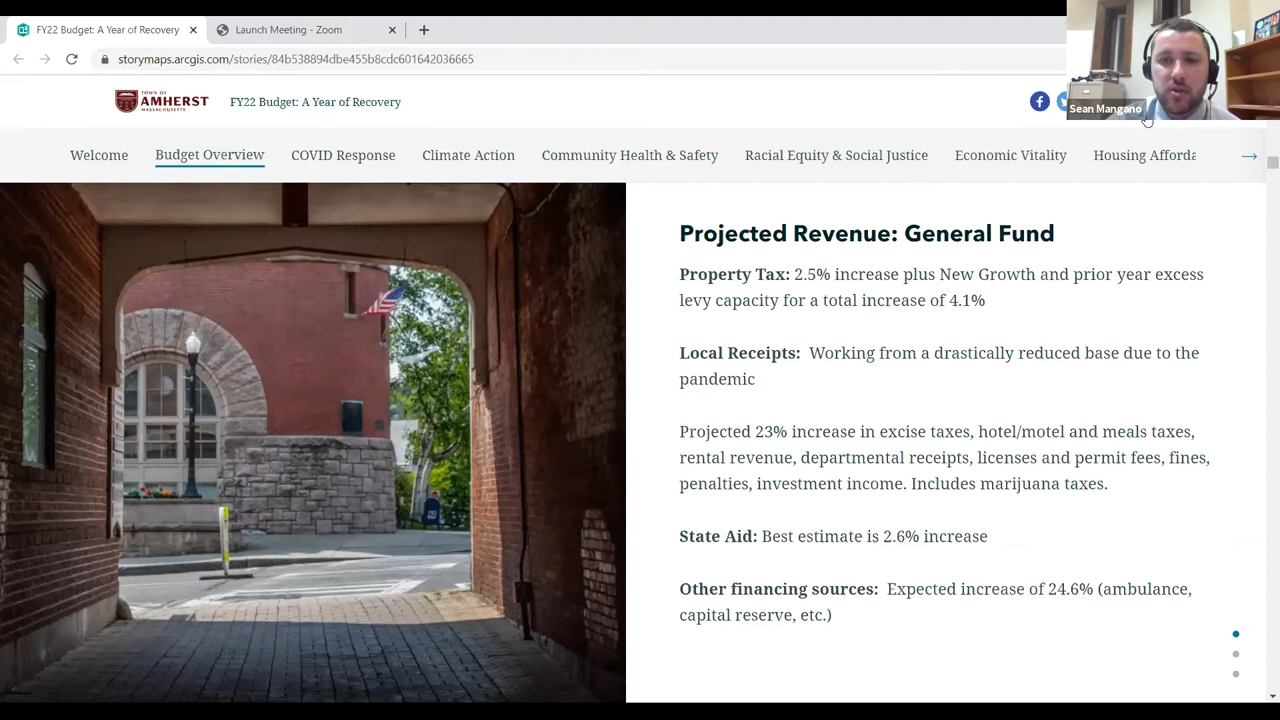 FY22 Budget: A Year of Recovery
Launch Meeting - Zoom
storymaps.arcgis.com/stories/84b538894dbe455b8cdc601642036665
TOWN OF
AMHERST
MASSACHUSETTS
FY22 Budget: A Year of Recovery
Sean Mangano
Welcome
Budget Overview
COVID Response
Climate Action
Community Health & Safety
Racial Equity & Social Justice
Economic Vitality
Housing Afforda
Projected Revenue: General Fund
Property Tax: 2.5% increase plus New Growth and prior year excess
levy capacity for a total increase of 4.1%
Local Receipts: Working from a drastically reduced base due to the
pandemic
Projected 23% increase in excise taxes, hotel/motel and meals taxes,
rental revenue, departmental receipts, licenses and permit fees, fines,
penalties, investment income. Includes marijuana taxes.
State Aid: Best estimate is 2.6% increase
Other financing sources: Expected increase of 24.6% (ambulance,
capital reserve, etc.)